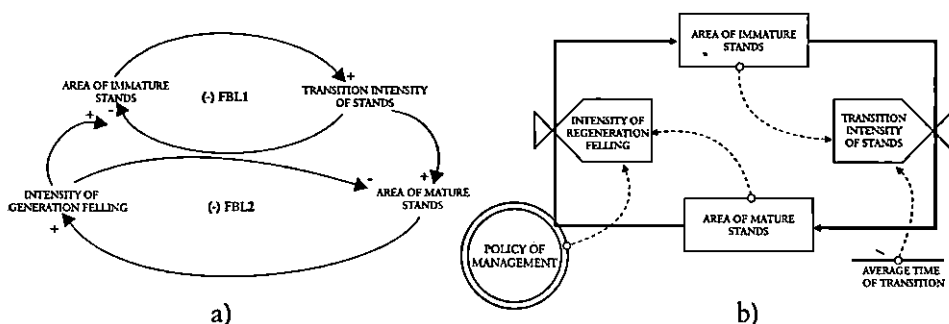 AREA OF IMMATURE
STANDS
(-) FBL1
+
TRANSITION INTENSITY
OF STANDS
+
-
INTENSITY OF
GENERATION FELLING
+
(-) FBL2
-
+
AREA OF MATURE
STANDS
a)
AREA OF IMMATURE
STANDS
INTENSITY OF
REGENERATION
FELLING
TRANSITION
INTENSITY
OF STANDS
AREA OF MATURE
STANDS
POLICY OF
MANAGEMENT
AVERAGE TIME
OF TRANSITION
b)